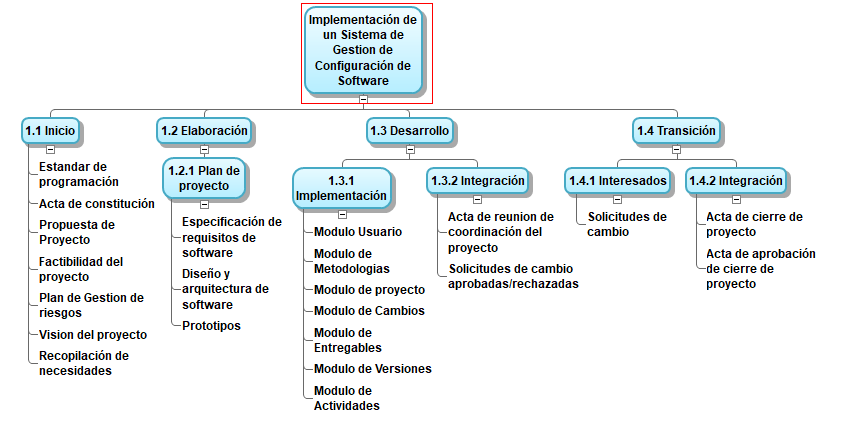 Implementación de
un Sistema de
Gestion de
Configuración de
Software
1.1 Inicio
Estandar de
programación
Acta de constitución
Propuesta de
Proyecto
Factibilidad del
proyecto
Plan de Gestion de
riesgos
Vision del proyecto
Recopilación de
necesidades
1.2 Elaboración
1.2.1 Plan de
proyecto
Especificación de
requisitos de
software
Diseño y
arquitectura de
software
Prototipos
1.3 Desarrollo
1.3.1
Implementación
Modulo Usuario
Modulo de
Metodologias
Modulo de proyecto
Modulo de Cambios
Modulo de
Entregables
Modulo de Versiones
Modulo de
Actividades
1.3.2 Integración
Acta de reunion de
coordinación del
proyecto
Solicitudes de cambio
aprobadas/rechazadas
1.4 Transición
1.4.1 Interesados
Solicitudes de
cambio
1.4.2 Integración
Acta de cierre de
proyecto
Acta de aprobación
de cierre de
proyecto